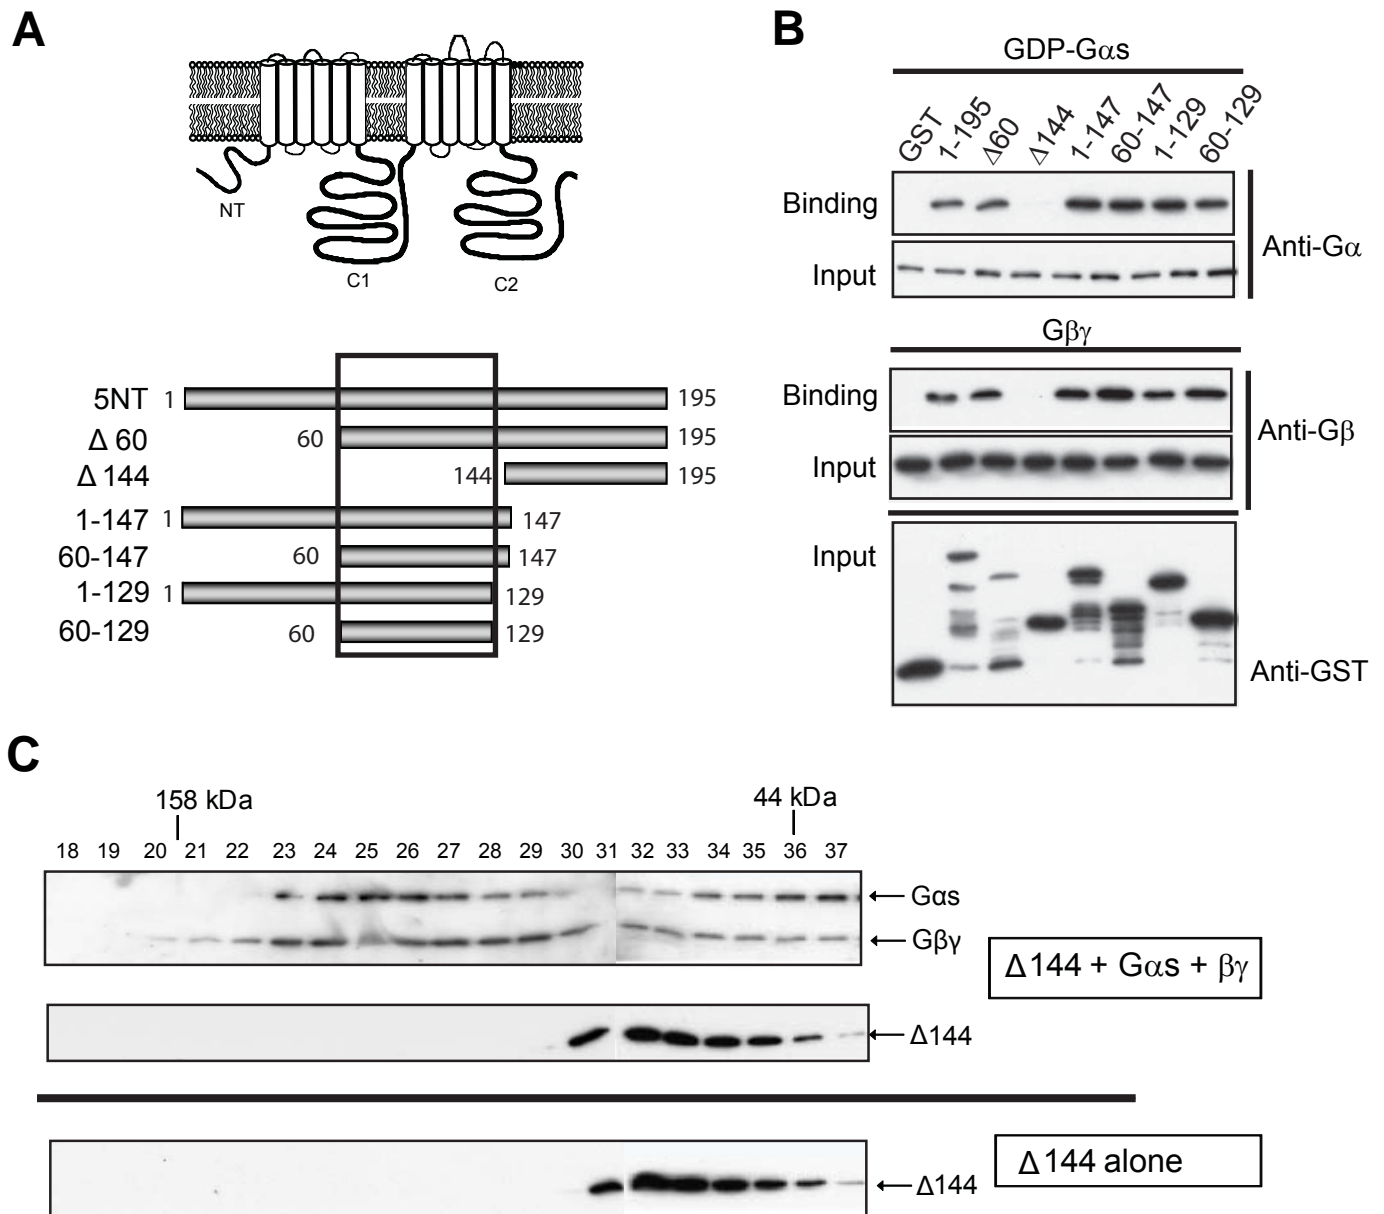 A
NT
C1
C2
5NT 1 195
Δ 60 60 195
Δ 144 144 195
1-147 1 147
60-147 60 147
1-129 1 129
60-129 60 129
B
GDP-Gαs
GST 1-195 Δ60 Δ144 1-147 60-147 1-129 60-129
Binding
Input
Anti-Gα
Gβγ
Binding
Input
Anti-Gβ
Input
Anti-GST
C
158 kDa 44 kDa
18 19 20 21 22 23 24 25 26 27 28 29 30 31 32 33 34 35 36 37
Gαs
Gβγ
Δ144 + Gαs + βγ
Δ144
Δ144 alone
Δ144